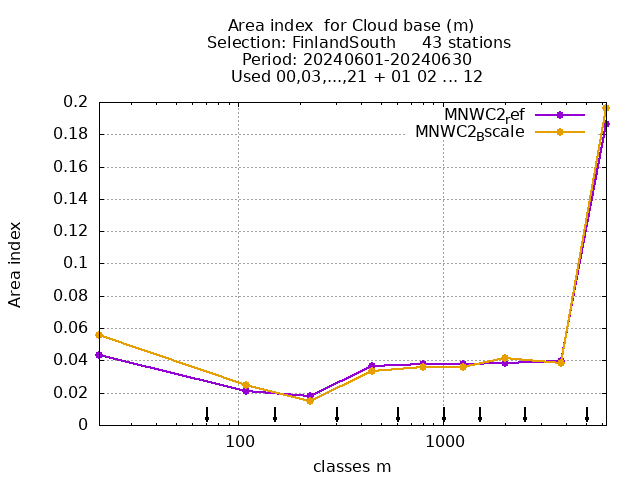 Area index  for Cloud base (m)
Selection: FinlandSouth     43 stations
Period: 20240601-20240630
Used 00,03,...,21 + 01 02 ... 12
MNWC2ref
MNWC2Bscale
0.2
0.18
0.16
0.14
0.12
0.1
0.08
0.06
0.04
0.02
0
Area index
100
1000
classes m